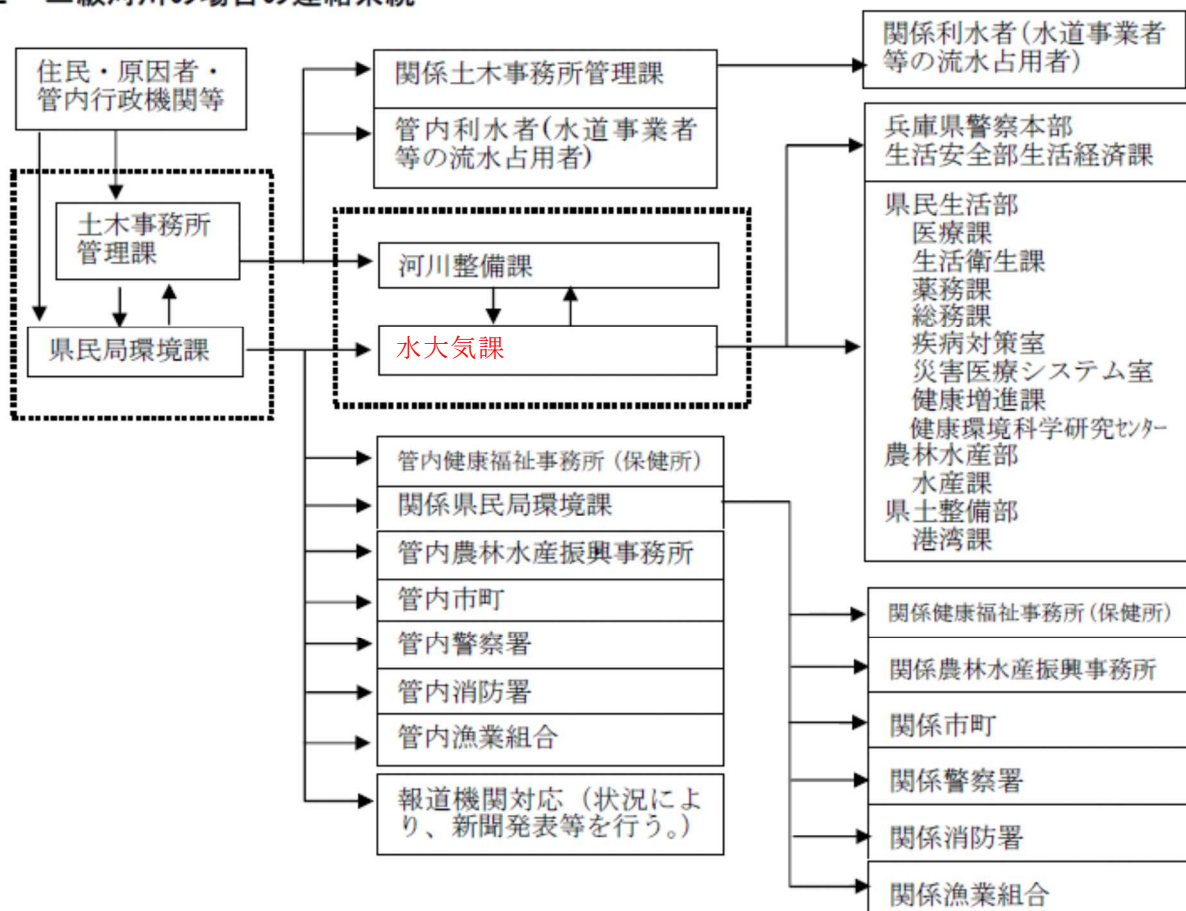 二級河川の場合の連絡系統
住民・原因者・
管内行政機関等
土木事務所
管理課
県民局環境課
関係土木事務所管理課
管内利水者(水道事業者
等の流水占用者)
河川整備課
水大気課
管内健康福祉事務所(保健所)
関係県民局環境課
管内農林水産振興事務所
管内市町
管内警察署
管内消防署
管内漁業組合
報道機関対応(状況によ
り、新聞発表等を行う。)
関係利水者(水道事業者
等の流水占用者)
兵庫県警察本部
生活安全部生活経済課
県民生活部
医療課
生活衛生課
薬務課
総務課
疾病対策室
災害医療システム室
健康増進課
健康環境科学研究センター
農林水産部
水産課
県土整備部
港湾課
関係健康福祉事務所(保健所)
関係農林水産振興事務所
関係市町
関係警察署
関係消防署
関係漁業組合